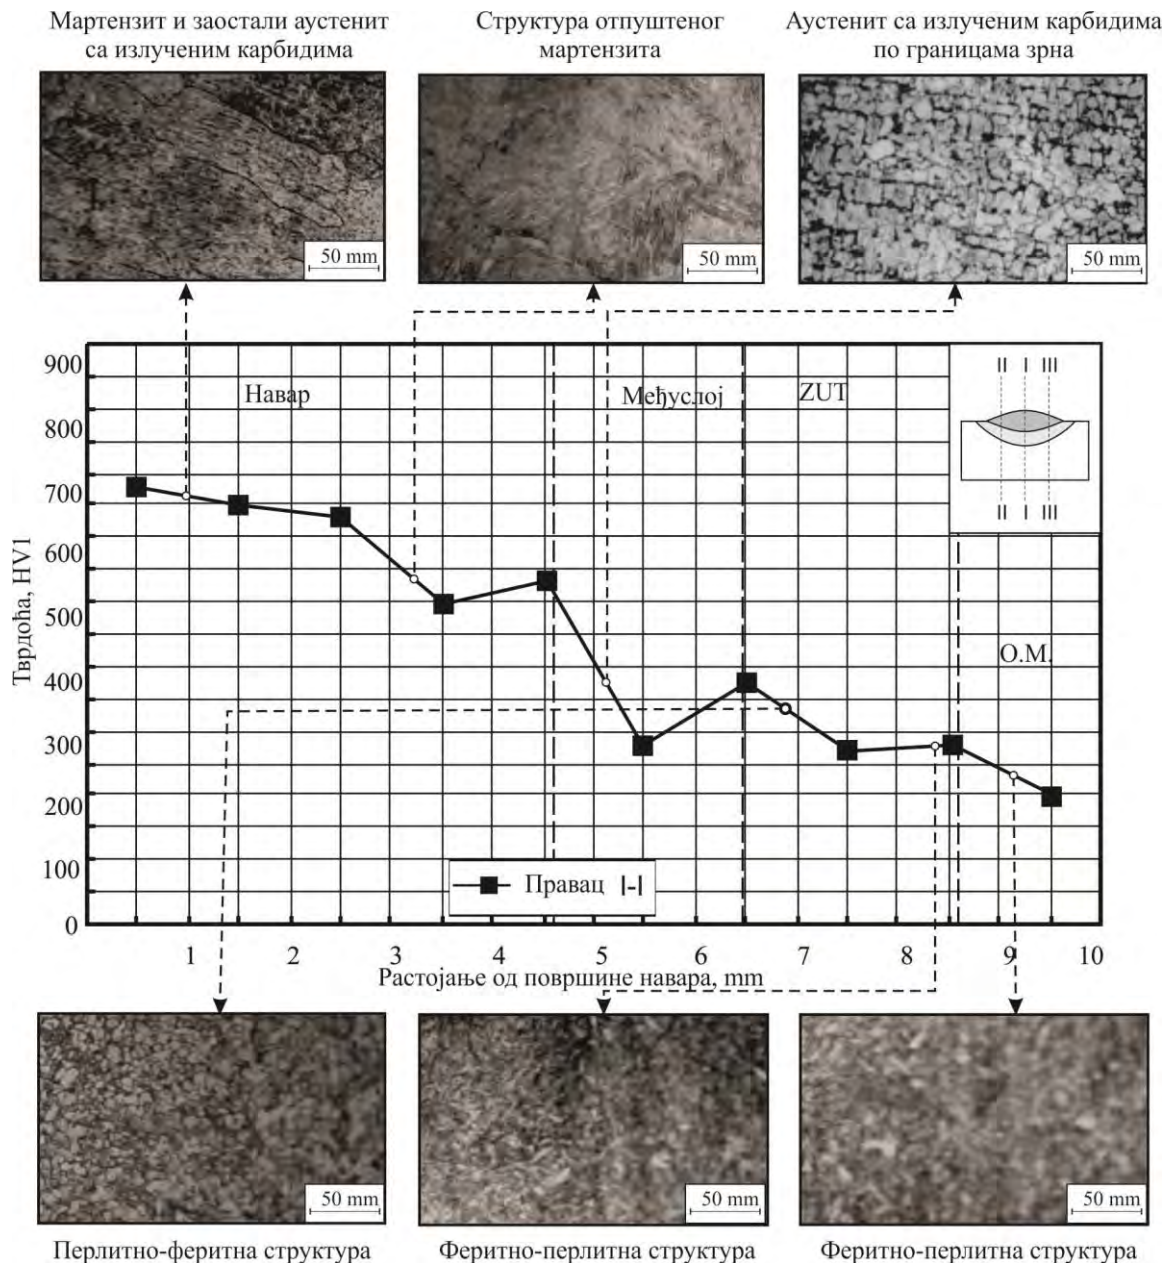 Мартензит и заостали аустенит
са излученим карбидима
Структура отпуштеног
мартензита
Аустенит са излученим карбидима
по границама зрна
50 mm
50 mm
50 mm
900
800
700
600
500
400
300
200
100
0
Тврдоћа, HV1
Навар
Међуслој
ZUT
О.М.
II I III
II I III
Правац I-I
1 2 3 4 5 6 7 8 9 10
Растојање од површине навара, mm
50 mm
50 mm
50 mm
Перлитно-феритна структура
Феритно-перлитна структура
Феритно-перлитна структура